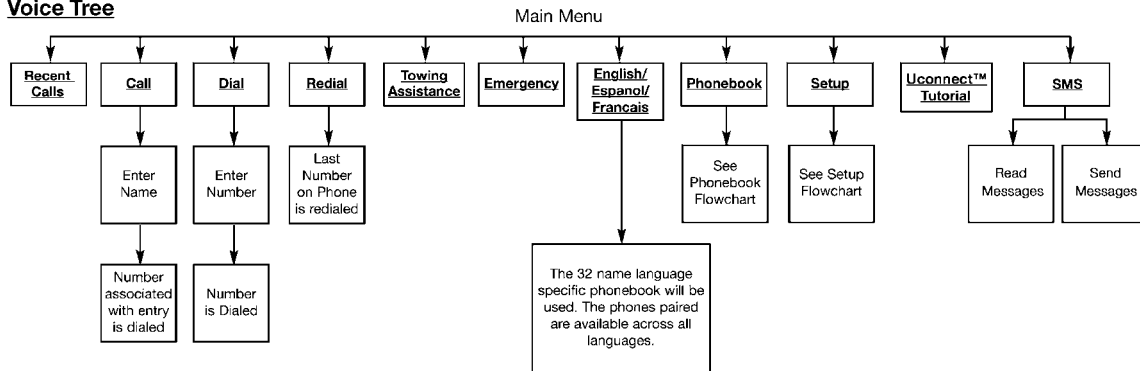 Voice Tree
Main Menu
Recent
Calls
Call
Dial
Redial
Towing
Assistance
Emergency
English/
Espanol/
Francais
Phonebook
Setup
Uconnect™
Tutorial
SMS
Enter
Name
Enter
Number
Last
Number
on Phone
is redialed
See
Phonebook
Flowchart
See Setup
Flowchart
Read
Messages
Send
Messages
Number
associated
with entry
is dialed
Number
is Dialed
The 32 name language
specific phonebook will be
used. The phones paired
are available across all
languages.